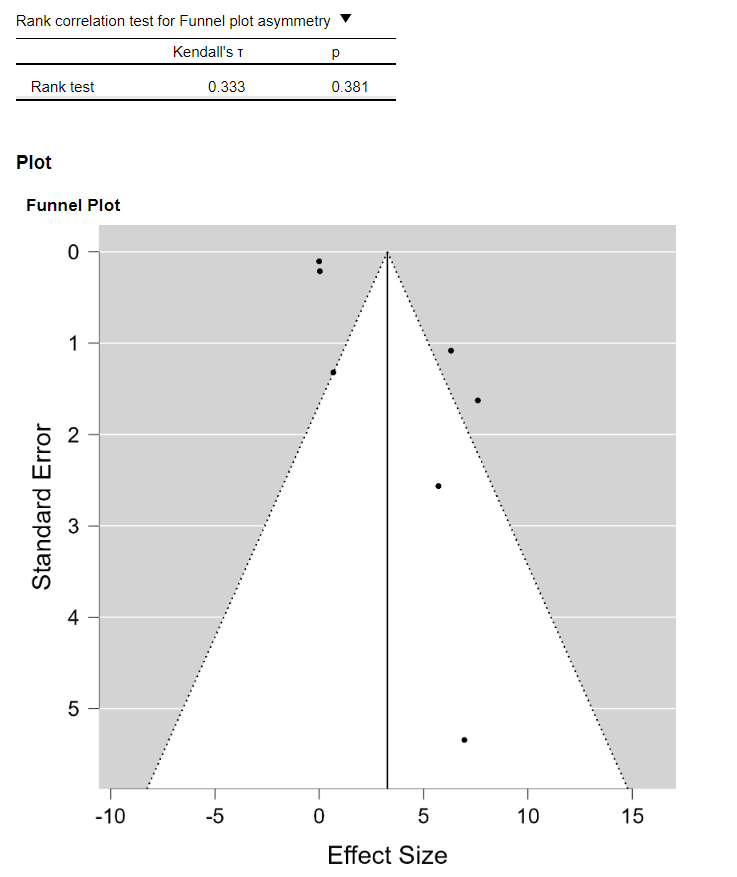 Rank correlation test for Funnel plot asymmetry ▼
Kendall's τ p
Rank test 0.333 0.381
Plot
Funnel Plot
0
1
2
3
4
5
Standard Error
-10 -5 0 5 10 15
Effect Size